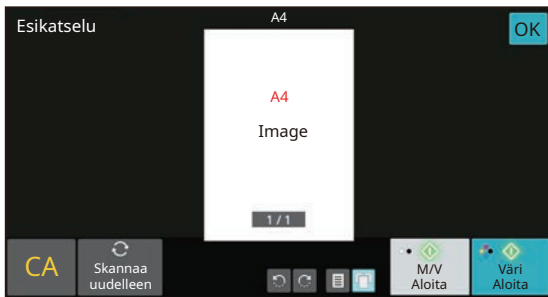 Esikatselu
A4
OK
A4
Image
1 / 1
CA
Skannaa
uudelleen
M/V
Aloita
Väri
Aloita